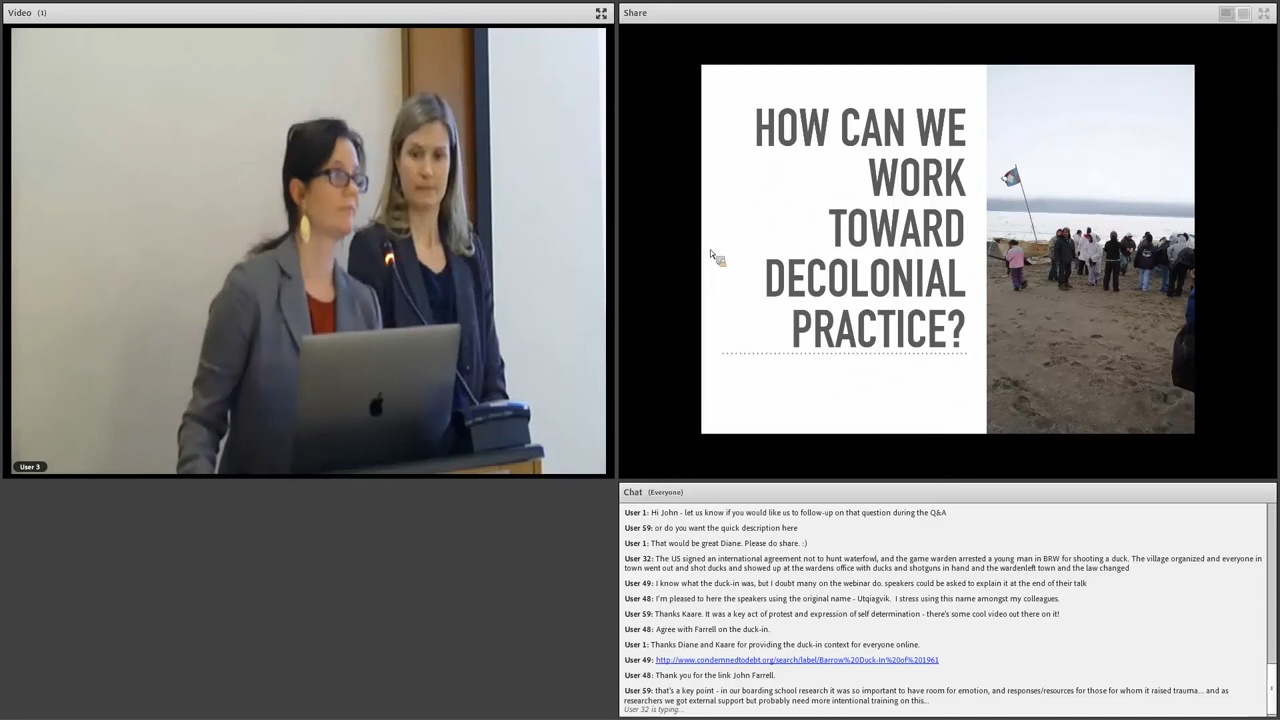 Video (1)
User 3
Share
HOW CAN WE
WORK
TOWARD
DECOLONIAL
PRACTICE?
Chat (Everyone)
User 1: Hi John - let us know if you would like us to follow-up on that question during the Q&A
User 59: or do you want the quick description here
User 1: That would be great Diane. Please do share. :)
User 32: The US signed an international agreement not to hunt waterfowl, and the game warden arrested a young man in BRW for shooting a duck. The village organized and everyone in
town went out and shot ducks and showed up at the wardens office with ducks and shotguns in hand and the wardenleft town and the law changed
User 49: I know what the duck-in was, but I doubt many on the webinar do. speakers could be asked to explain it at the end of their talk
User 48: I'm pleased to here the speakers using the original name - Utqiagvik. I stress using this name amongst my colleagues.
User 59: Thanks Kaare. It was a key act of protest and expression of self determination - there's some cool video out there on it!
User 48: Agree with Farrell on the duck-in.
User 1: Thanks Diane and Kaare for providing the duck-in context for everyone online.
User 49: http://www.condemnedtodebt.org/search/label/Barrow%20Duck-In%20of%201961
User 48: Thank you for the link John Farrell.
User 59: that's a key point - in our boarding school research it was so important to have room for emotion, and responses/resources for those for whom it raised trauma... and as
researchers we got external support but probably need more intentional training on this...
User 32 is typing...